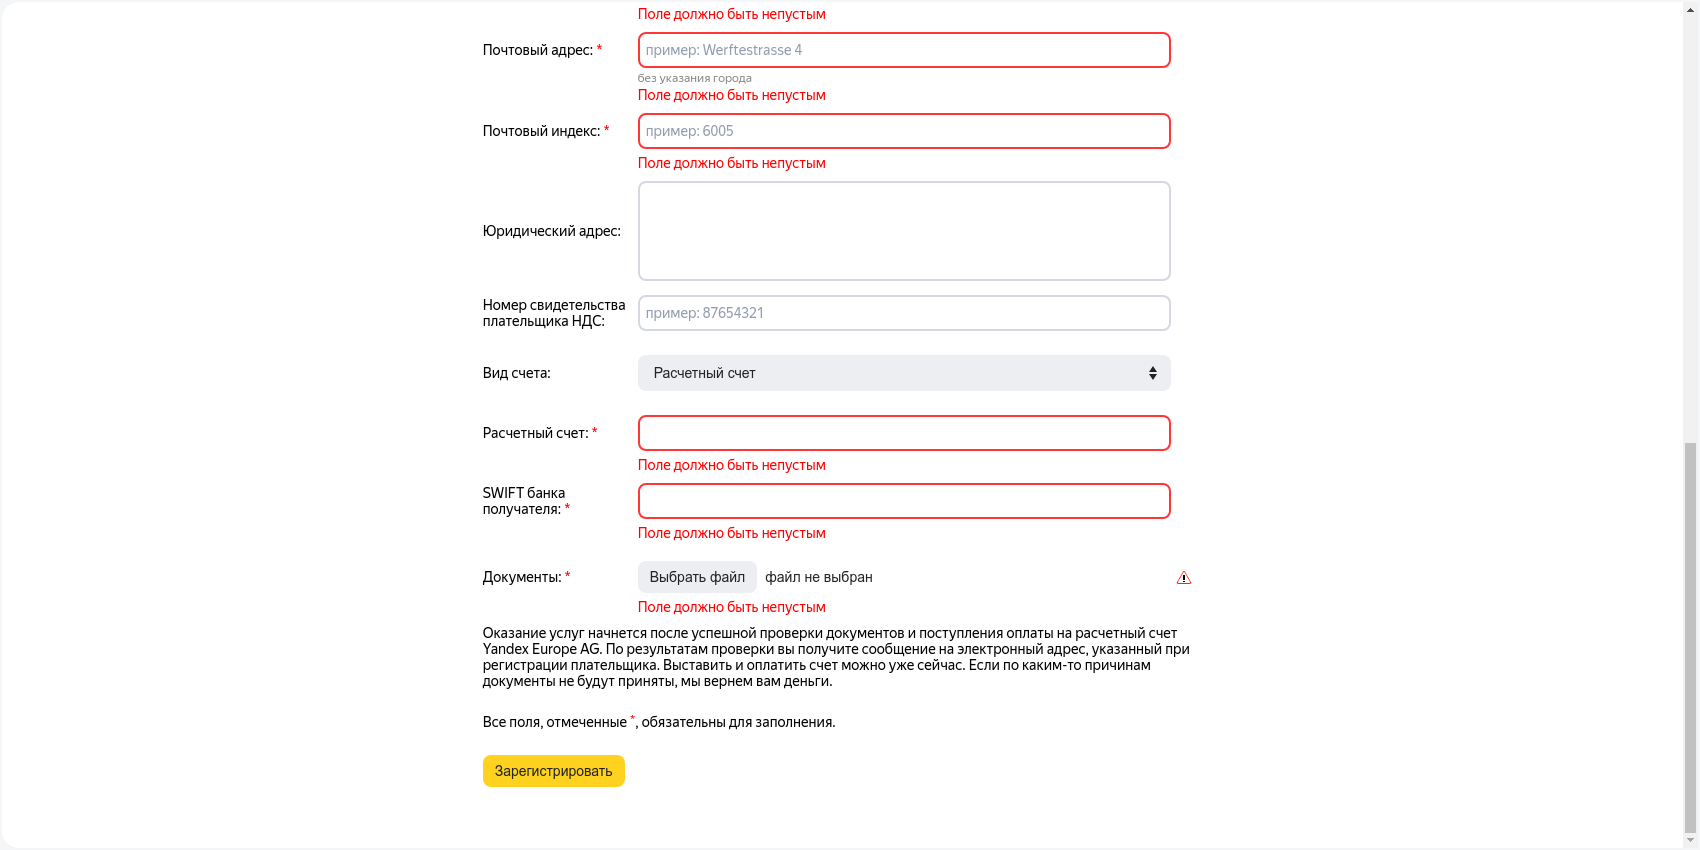 Поле должно быть непустым
Почтовый адрес: *
пример: Werftestrasse 4
без указания города
Поле должно быть непустым
Почтовый индекс: *
пример: 6005
Поле должно быть непустым
Юридический адрес:
Номер свидетельства
плательщика НДС:
пример: 87654321
Вид счета:
Расчетный счет
Расчетный счет: *
Поле должно быть непустым
SWIFT банка
получателя: *
Поле должно быть непустым
Документы: *
Выбрать файл
файл не выбран
Поле должно быть непустым
Оказание услуг начнется после успешной проверки документов и поступления оплаты на расчетный счет
Yandex Europe AG. По результатам проверки вы получите сообщение на электронный адрес, указанный при
регистрации плательщика. Выставить и оплатить счет можно уже сейчас. Если по каким-то причинам
документы не будут приняты, мы вернем вам деньги.
Все поля, отмеченные *, обязательны для заполнения.
Зарегистрировать